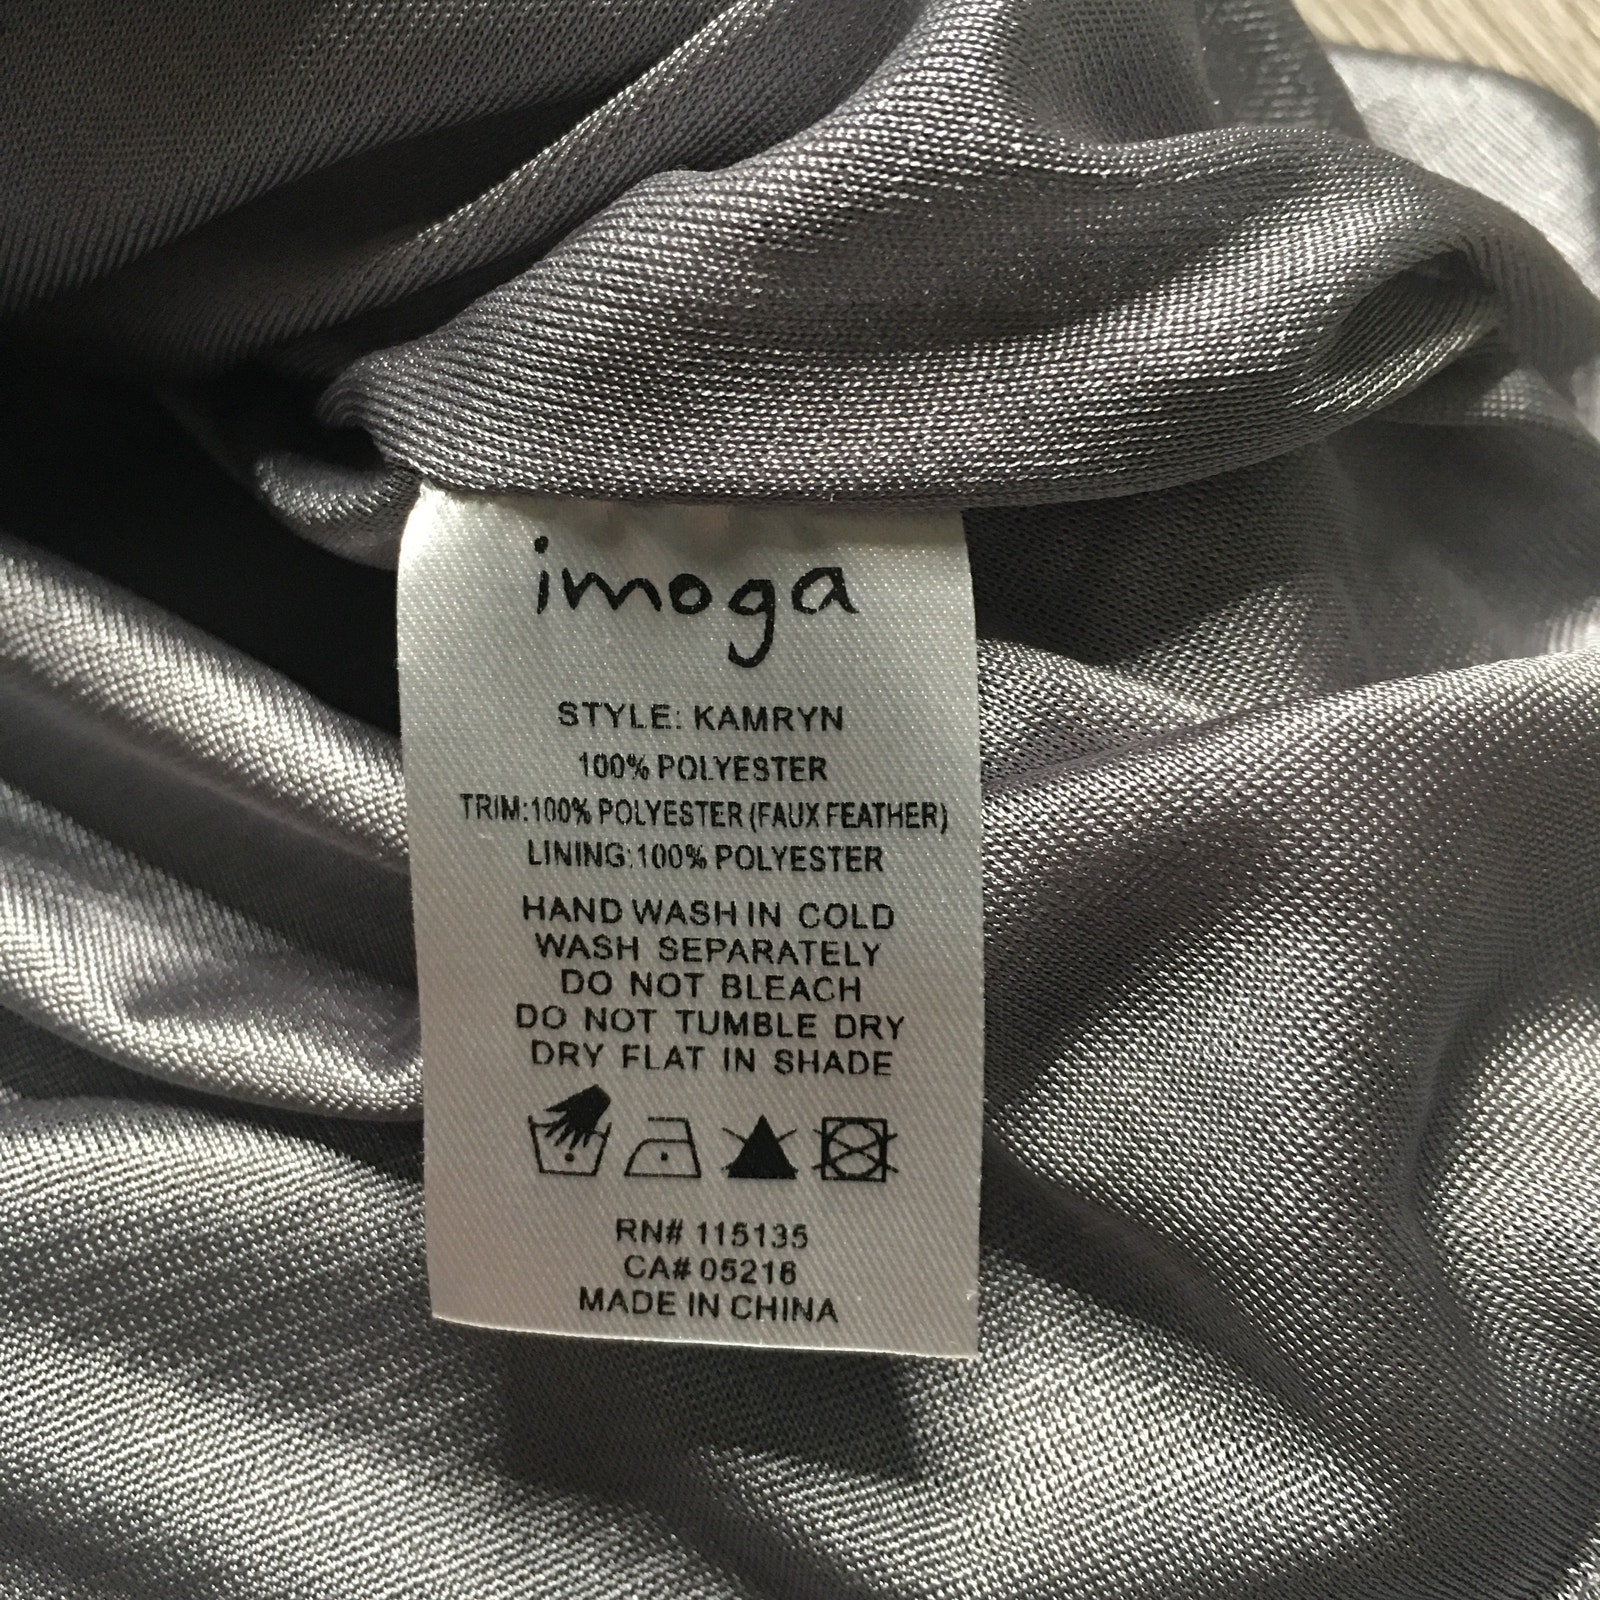 imoga
STYLE: KAMRYN
100% POLYESTER
TRIM:100% POLYESTER (FAUX FEATHER)
LINING:100% POLYESTER
HAND WASH IN COLD
WASH SEPARATELY
DO NOT BLEACH
DO NOT TUMBLE DRY
DRY FLAT IN SHADE
RN# 115135
CA# 05216
MADE IN CHINA